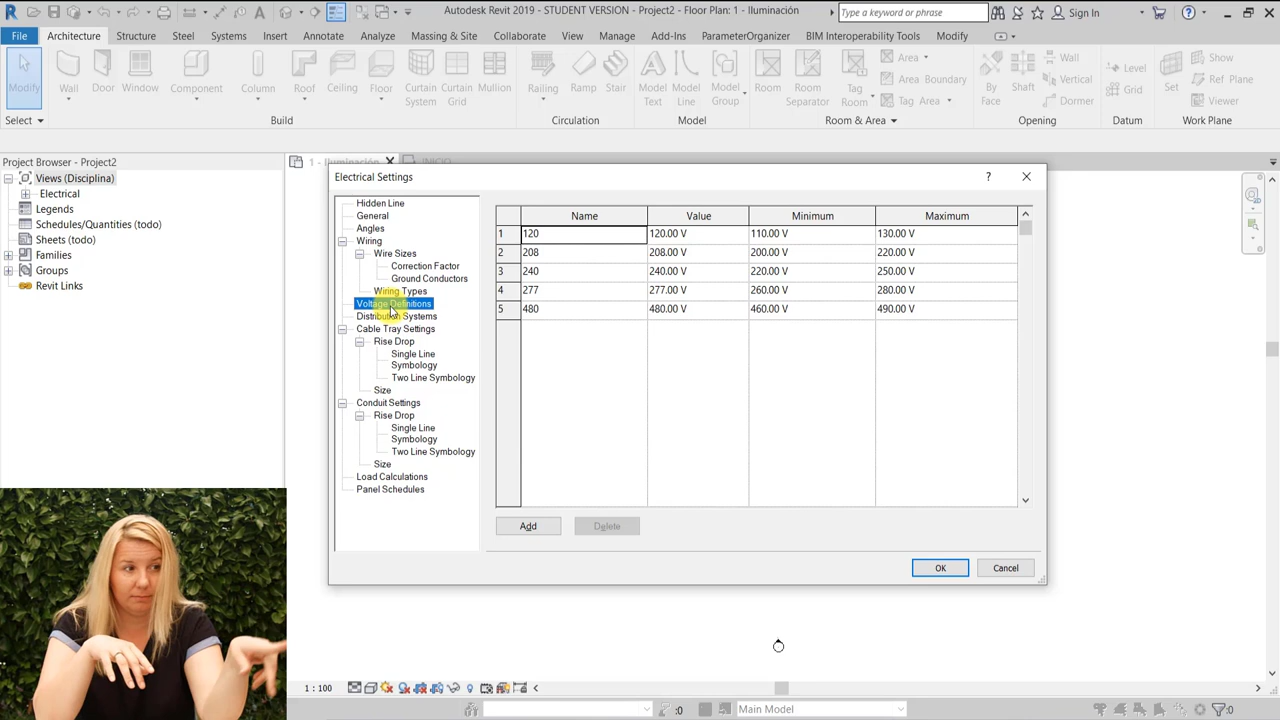 Autodesk Revit 2019 - STUDENT VERSION - Project2 - Floor Plan: 1 - Iluminación
Type a keyword or phrase
Sign In
File Architecture Structure Steel Systems Insert Annotate Analyze Massing & Site Collaborate View Manage Add-Ins ParameterOrganizer BIM Interoperability Tools Modify
Modify
Wall
Door
Window
Component
Column
Roof
Ceiling
Floor
Curtain System
Curtain Grid
Mullion
Railing
Ramp
Stair
Model Text
Model Line
Model Group
Room
Room Separator
Tag Room
Area
Area Boundary
Tag Area
By Face
Shaft
Wall
Vertical
Dormer
Level
Grid
Set
Show
Ref Plane
Viewer
Select Build Circulation Model Room & Area Opening Datum Work Plane
Project Browser - Project2
Views (Disciplina)
Electrical
Legends
Schedules/Quantities (todo)
Sheets (todo)
Families
Groups
Revit Links
1 - Iluminación
INICIO
Electrical Settings
Hidden Line
General
Angles
Wiring
Wire Sizes
Correction Factor
Ground Conductors
Wiring Types
Voltage Definitions
Distribution Systems
Cable Tray Settings
Rise Drop
Single Line
Symbology
Two Line Symbology
Size
Conduit Settings
Rise Drop
Single Line
Symbology
Two Line Symbology
Size
Load Calculations
Panel Schedules
Name Value Minimum Maximum
1 120 120.00 V 110.00 V 130.00 V
2 208 208.00 V 200.00 V 220.00 V
3 240 240.00 V 220.00 V 250.00 V
4 277 277.00 V 260.00 V 280.00 V
5 480 480.00 V 460.00 V 490.00 V
Add Delete
OK Cancel
1 : 100
:0
Main Model
:0